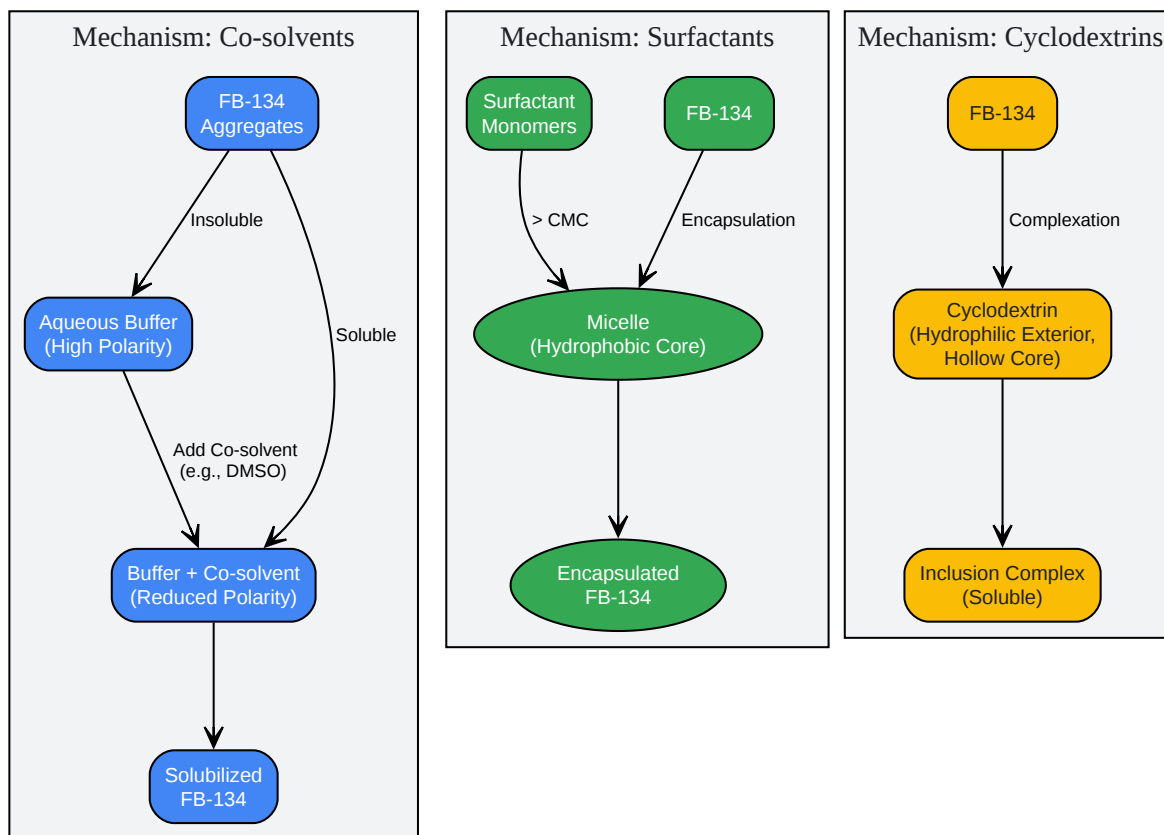 Mechanism: Co-solvents
FB-134
Aggregates
Insoluble
Aqueous Buffer
(High Polarity)
Soluble
Add Co-solvent
(e.g., DMSO)
Buffer + Co-solvent
(Reduced Polarity)
Solubilized
FB-134
Mechanism: Surfactants
Surfactant
Monomers
FB-134
> CMC
Encapsulation
Micelle
(Hydrophobic Core)
Encapsulated
FB-134
Mechanism: Cyclodextrins
FB-134
Complexation
Cyclodextrin
(Hydrophilic Exterior,
Hollow Core)
Inclusion Complex
(Soluble)